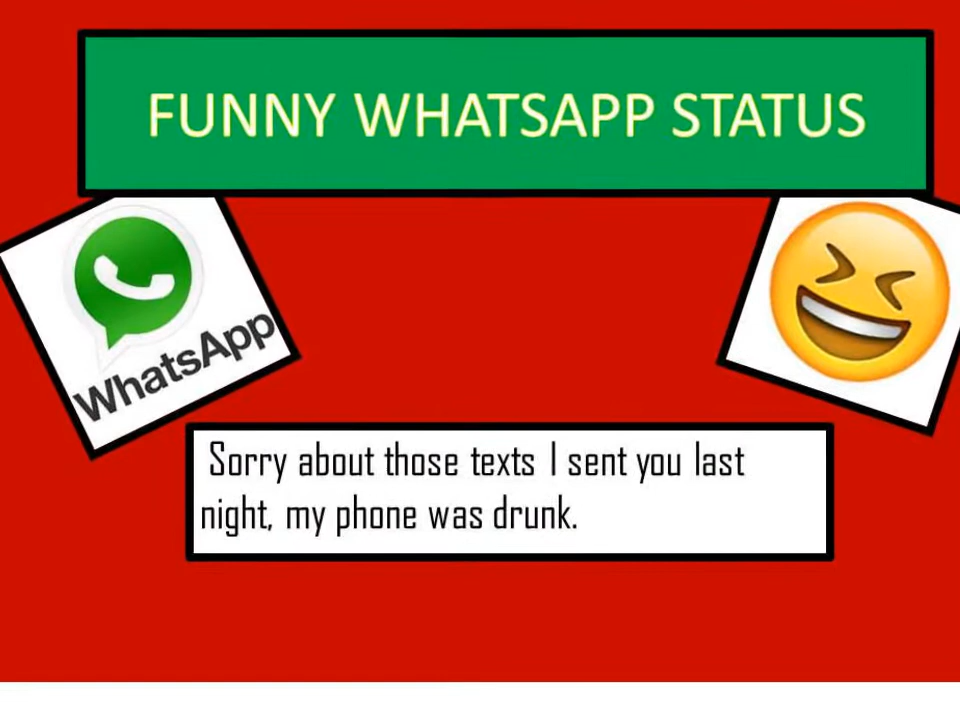 FUNNY WHATSAPP STATUS
WhatsApp
Sorry about those texts I sent you last
night, my phone was drunk.